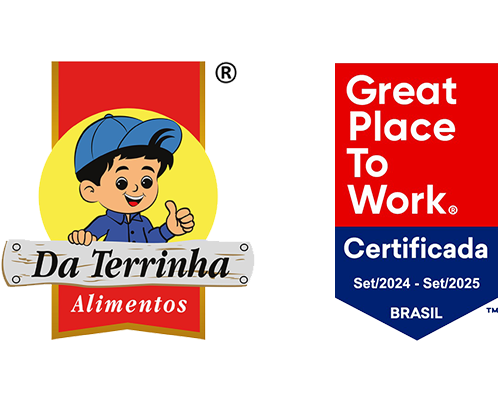 ®
Da Terrinha
Alimentos
Great
Place
To
Work®
Certificada
Set/2024 - Set/2025
BRASIL
™